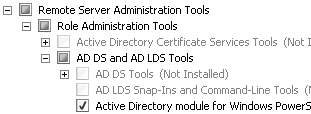 Remote Server Administration Tools
Role Administration Tools
Active Directory Certificate Services Tools (Not I
AD DS and AD LDS Tools
AD DS Tools (Not Installed)
AD LDS Snap-Ins and Command-Line Tools (
Active Directory module for Windows PowerS